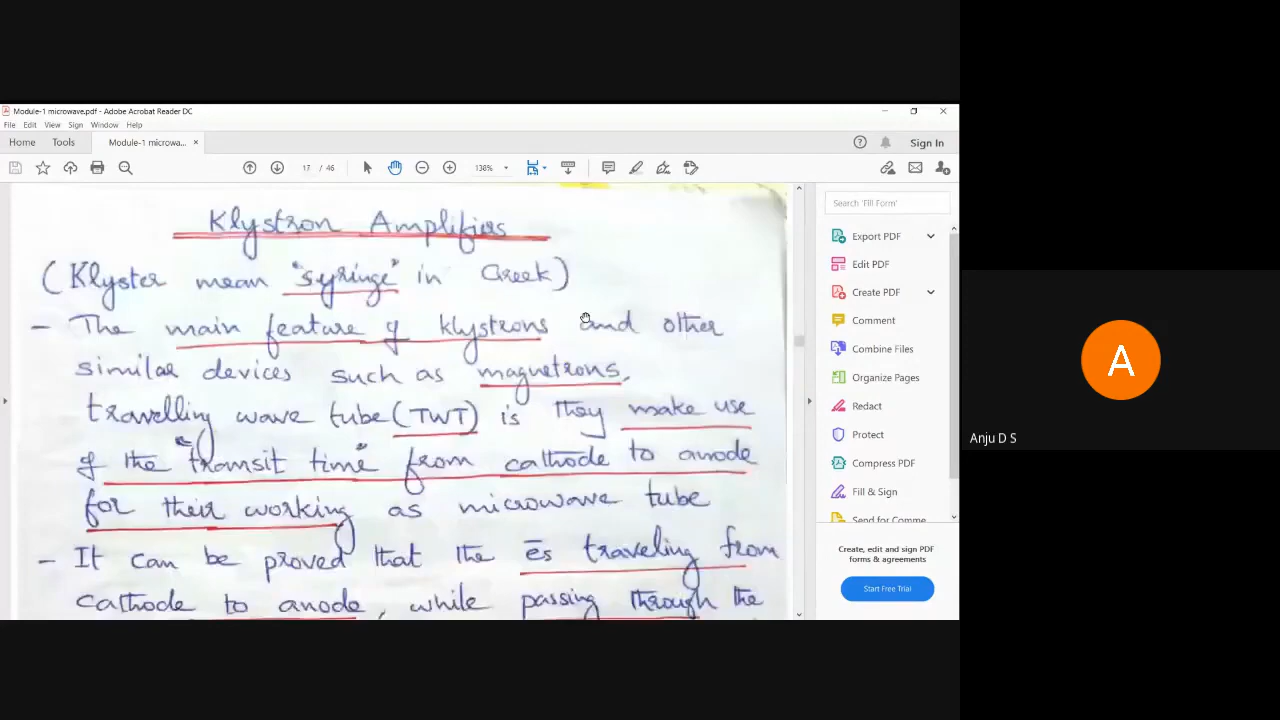 Module-1 microwave.pdf - Adobe Acrobat Reader DC
File Edit View Sign Window Help
Home Tools Module-1 microwa... × Sign In
17 / 46 138%
Klystron Amplifiers
(Klyster mean "syringe" in Greek)
- The main feature of klystrons and other
similar devices such as magnetrons,
travelling wave tube (TWT) is they make use
of the "transit time" from cathode to anode
for their working as microwave tube
- It can be proved that the ēs traveling from
cathode to anode, while passing through the
Search 'Fill Form'
Export PDF
Edit PDF
Create PDF
Comment
Combine Files
Organize Pages
Redact
Protect
Compress PDF
Fill & Sign
Send for Comme
Create, edit and sign PDF
forms & agreements
Start Free Trial
A
Anju D S